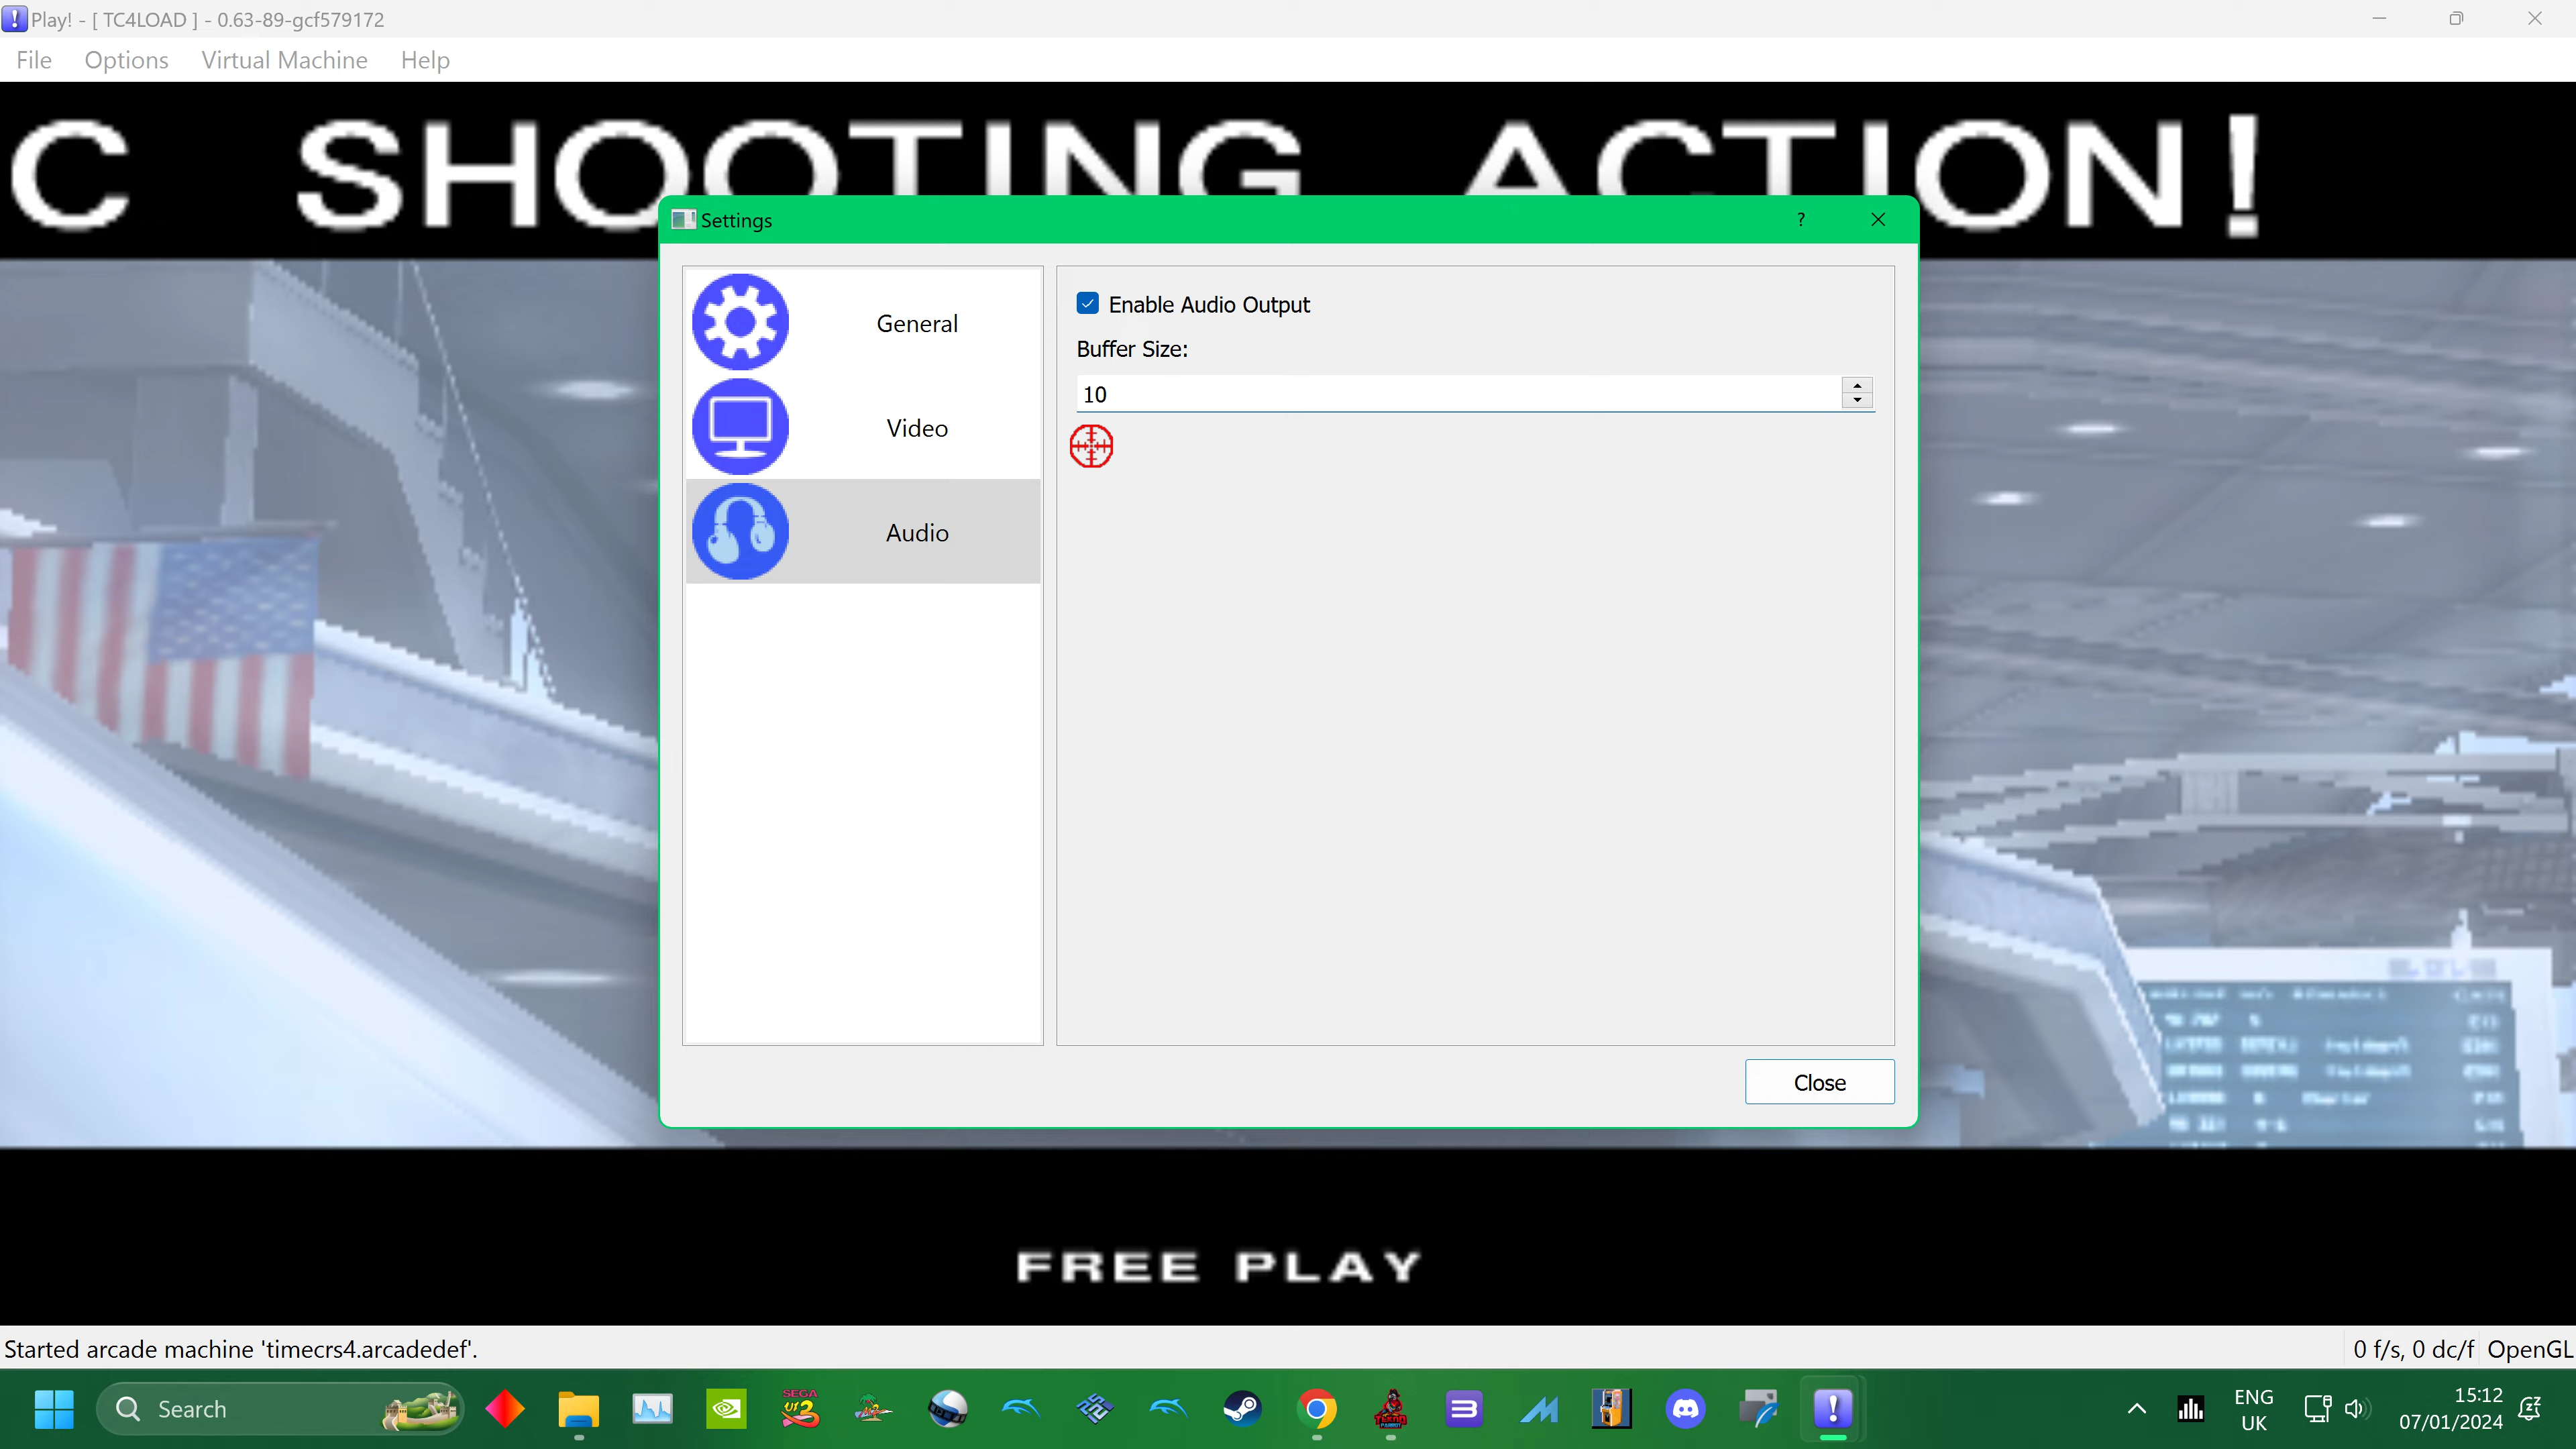 Play! - [ TC4LOAD ] - 0.63-89-gcf579172
File Options Virtual Machine Help
C SHOOTING ACTION!
Settings
?
General
Video
Audio
Enable Audio Output
Buffer Size:
10
Close
FREE PLAY
Started arcade machine 'timecrs4.arcadedef'.
0 f/s, 0 dc/f OpenGL
Search
SEGA
ENG
UK
15:12
07/01/2024